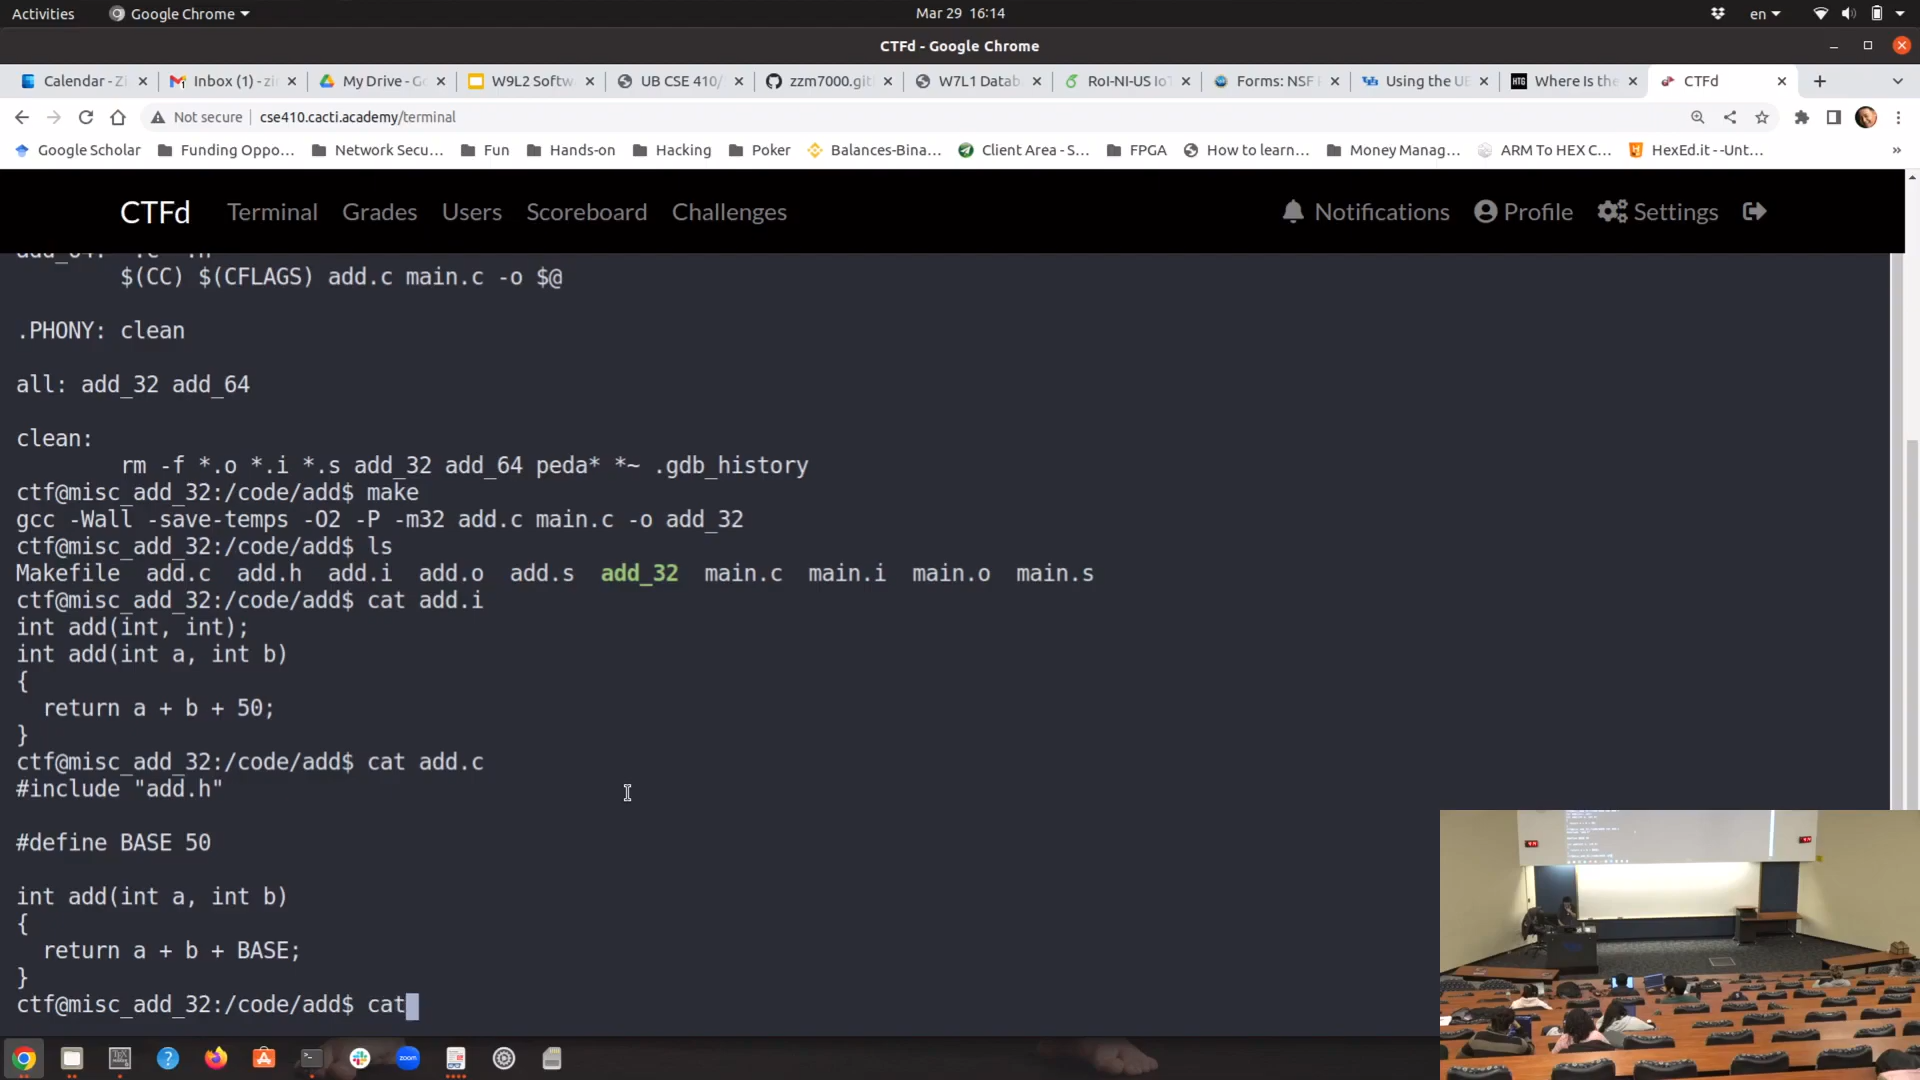 Activities Google Chrome Mar 29 16:14 en
CTFd - Google Chrome
Calendar - Zi Inbox (1) - zir My Drive - Go W9L2 Softw UB CSE 410/ zzm7000.git W7L1 Datab RoI-NI-US IoT Forms: NSF Using the UB Where Is the CTFd
Not secure cse410.cacti.academy/terminal
Google Scholar Funding Oppo... Network Secu... Fun Hands-on Hacking Poker Balances-Bina... Client Area - S... FPGA How to learn... Money Manag... ARM To HEX C... HexEd.it --Unt... »
CTFd Terminal Grades Users Scoreboard Challenges Notifications Profile Settings
$(CC) $(CFLAGS) add.c main.c -o $@
.PHONY: clean
all: add_32 add_64
clean:
rm -f *.o *.i *.s add_32 add_64 peda* *~ .gdb_history
ctf@misc_add_32:/code/add$ make
gcc -Wall -save-temps -O2 -P -m32 add.c main.c -o add_32
ctf@misc_add_32:/code/add$ ls
Makefile add.c add.h add.i add.o add.s add_32 main.c main.i main.o main.s
ctf@misc_add_32:/code/add$ cat add.i
int add(int, int);
int add(int a, int b)
{
return a + b + 50;
}
ctf@misc_add_32:/code/add$ cat add.c
#include "add.h"
#define BASE 50
int add(int a, int b)
{
return a + b + BASE;
}
ctf@misc_add_32:/code/add$ cat